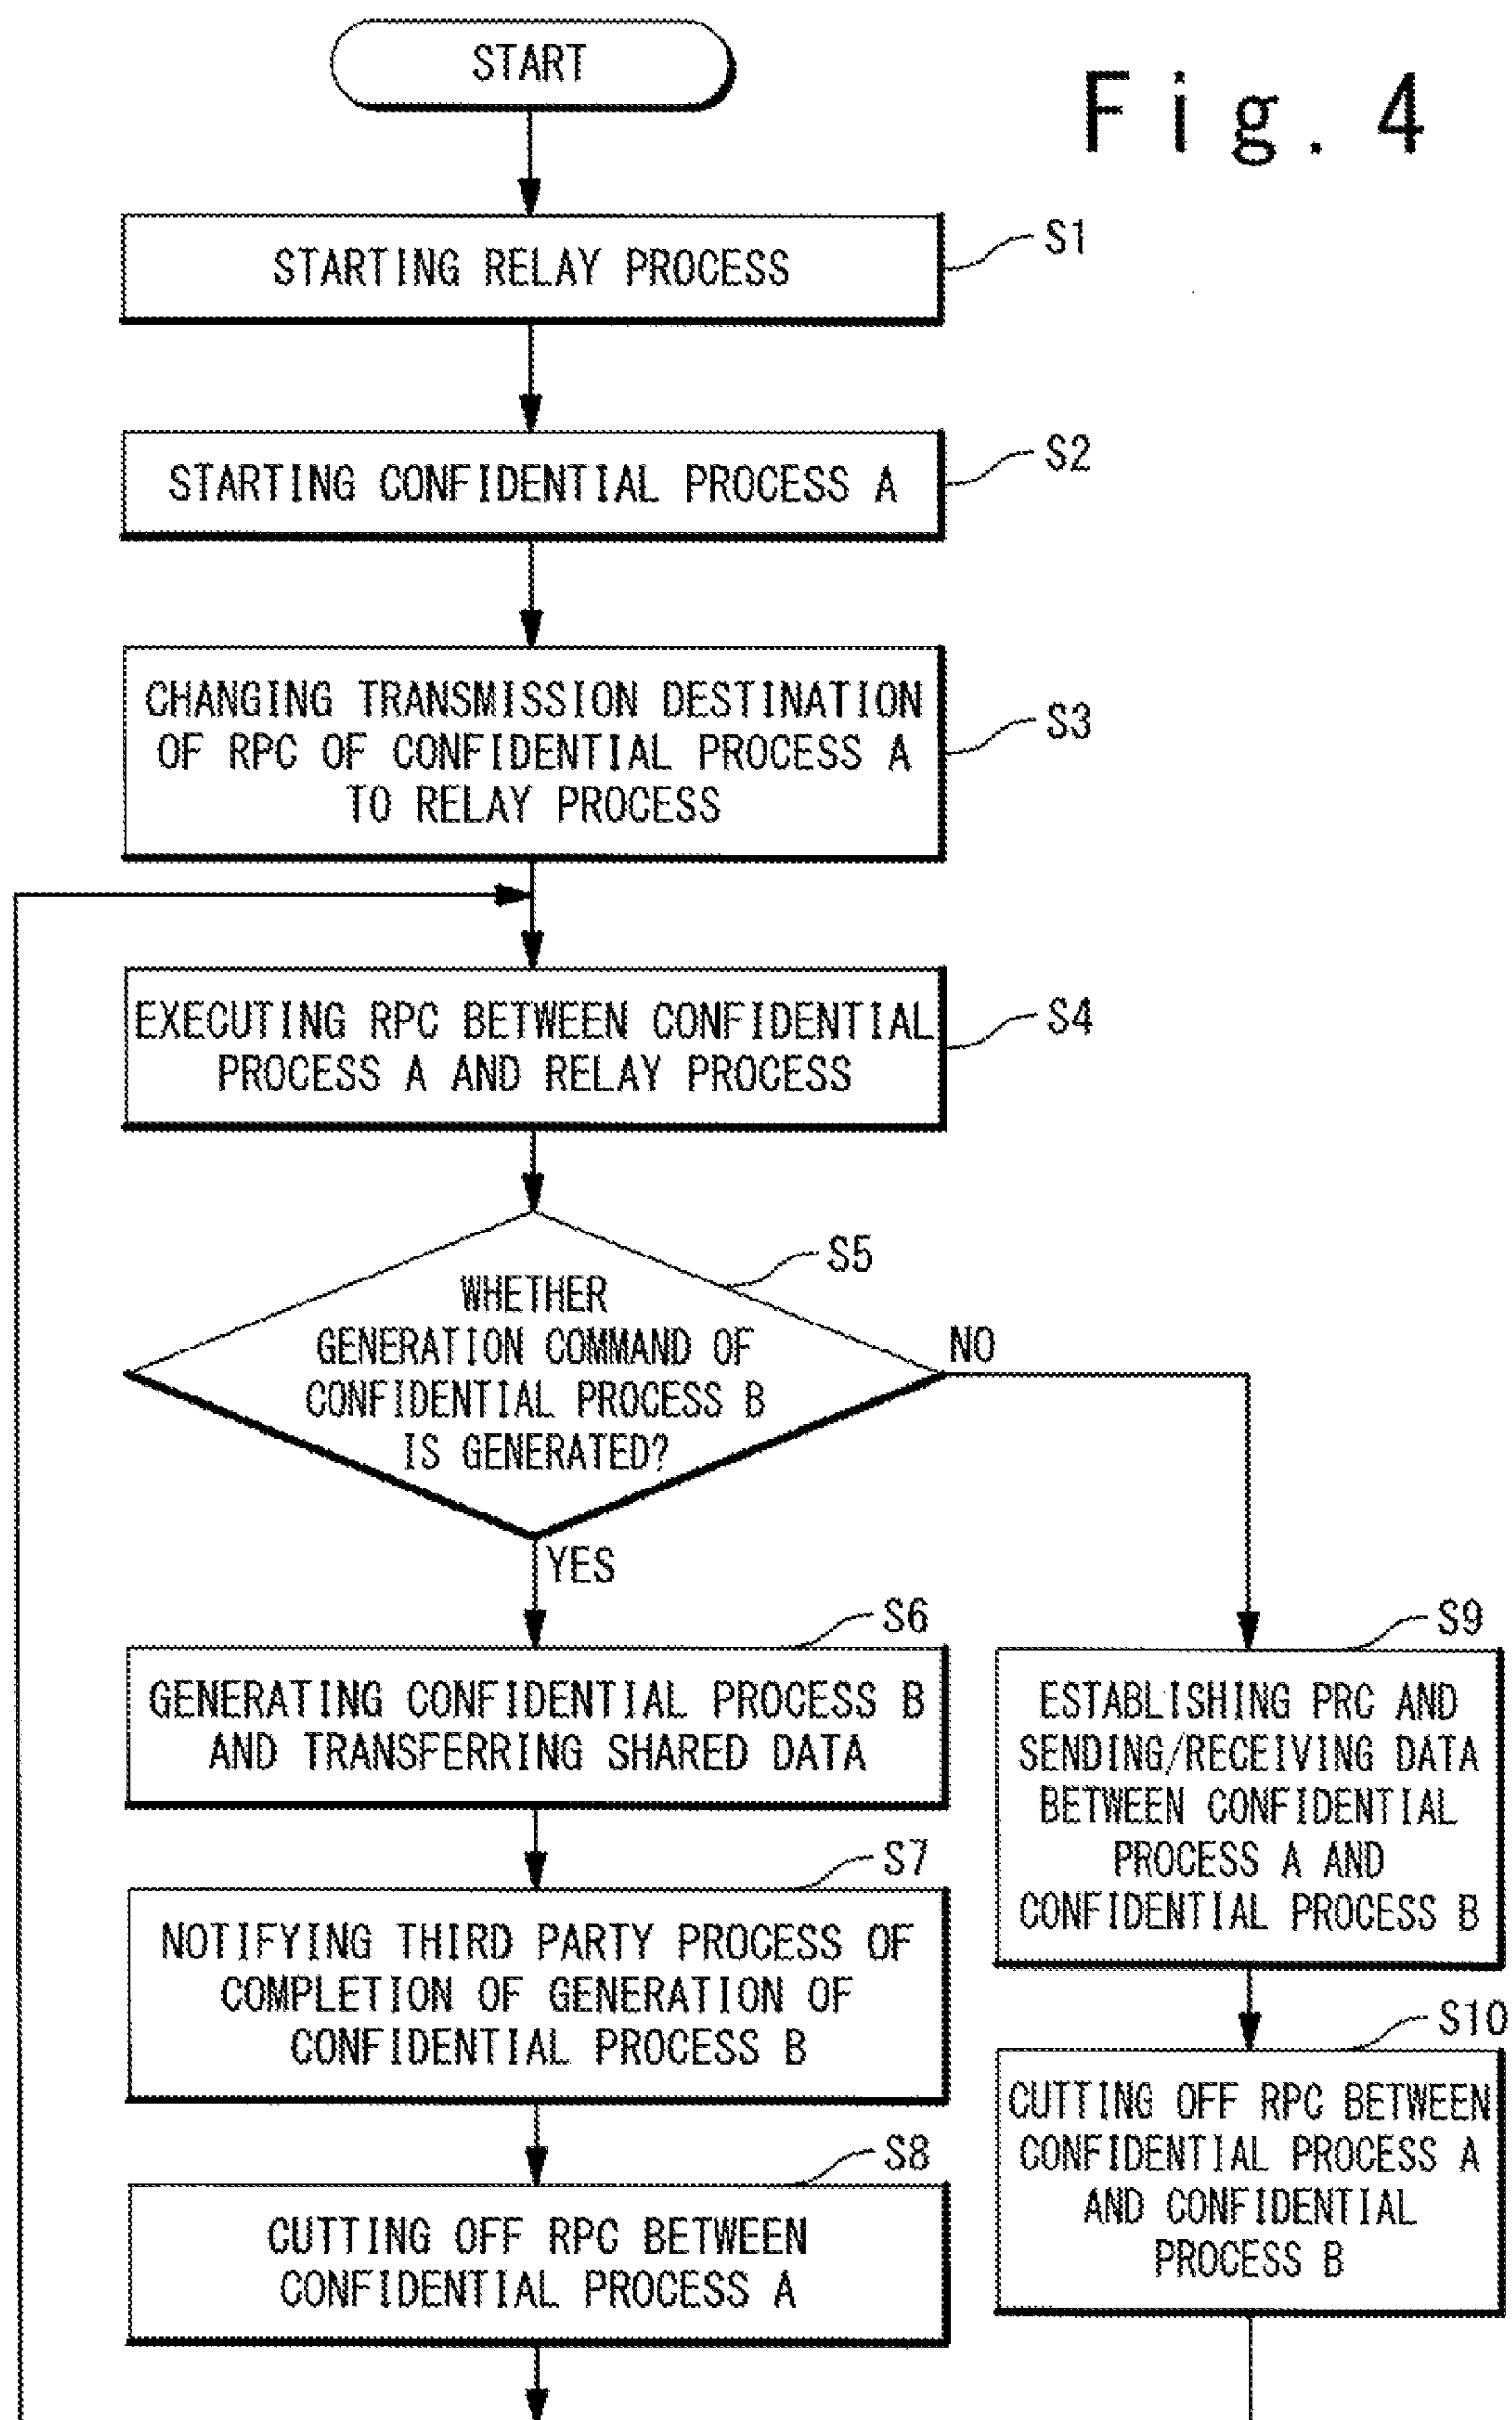 START
Fig. 4
STARTING RELAY PROCESS
S1
STARTING CONFIDENTIAL PROCESS A
S2
CHANGING TRANSMISSION DESTINATION
OF RPC OF CONFIDENTIAL PROCESS A
TO RELAY PROCESS
S3
EXECUTING RPC BETWEEN CONFIDENTIAL
PROCESS A AND RELAY PROCESS
S4
S5
WHETHER
GENERATION COMMAND OF
CONFIDENTIAL PROCESS B
IS GENERATED?
NO
YES
S6
GENERATING CONFIDENTIAL PROCESS B
AND TRANSFERRING SHARED DATA
S7
NOTIFYING THIRD PARTY PROCESS OF
COMPLETION OF GENERATION OF
CONFIDENTIAL PROCESS B
S8
CUTTING OFF RPC BETWEEN
CONFIDENTIAL PROCESS A
S9
ESTABLISHING PRC AND
SENDING/RECEIVING DATA
BETWEEN CONFIDENTIAL
PROCESS A AND
CONFIDENTIAL PROCESS B
S10
CUTTING OFF RPC BETWEEN
CONFIDENTIAL PROCESS A
AND CONFIDENTIAL
PROCESS B